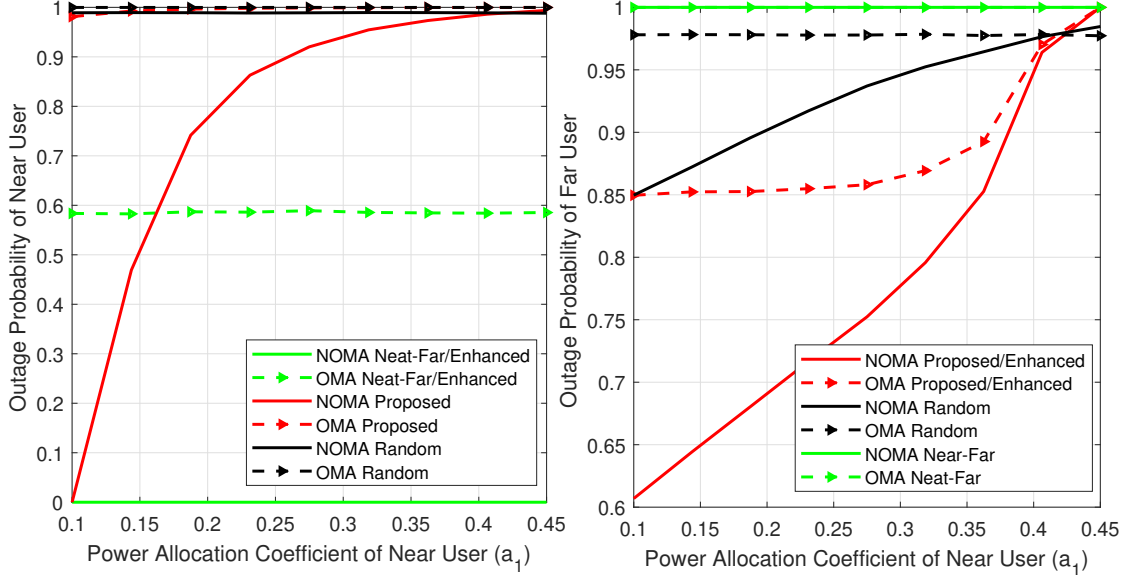 Outage Probability of Near User
1
0.9
0.8
0.7
0.6
0.5
0.4
0.3
0.2
0.1
0
NOMA Neat-Far/Enhanced
OMA Neat-Far/Enhanced
NOMA Proposed
OMA Proposed
NOMA Random
OMA Random
0.1 0.15 0.2 0.25 0.3 0.35 0.4 0.45
Power Allocation Coefficient of Near User (a_1)
Outage Probability of Far User
1
0.95
0.9
0.85
0.8
0.75
0.7
0.65
0.6
NOMA Proposed/Enhanced
OMA Proposed/Enhanced
NOMA Random
OMA Random
NOMA Near-Far
OMA Neat-Far
0.1 0.15 0.2 0.25 0.3 0.35 0.4 0.45
Power Allocation Coefficient of Near User (a_1)